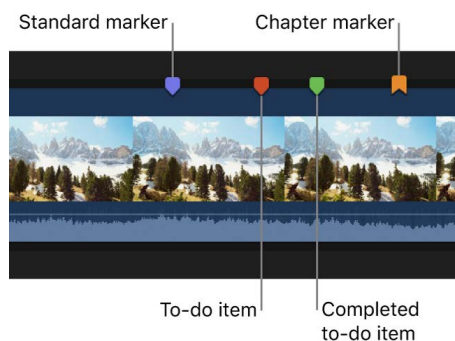 Standard marker
Chapter marker
To-do item
Completed
to-do item